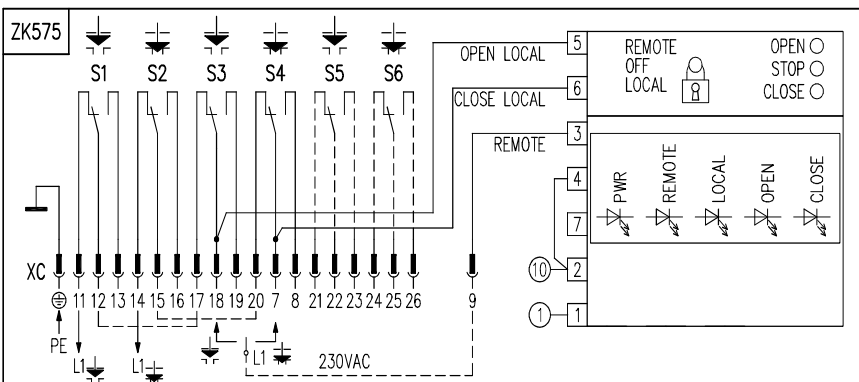 ZK575
S1 S2 S3 S4 S5 S6
OPEN LOCAL
CLOSE LOCAL
REMOTE
5
6
3
4
7
2
1
10
1
REMOTE
OFF
LOCAL
OPEN
STOP
CLOSE
PWR
REMOTE
LOCAL
OPEN
CLOSE
XC
11 12 13 14 15 16 17 18 19 20 7 8 21 22 23 24 25 26 9
PE
L1
L1
L1
230VAC